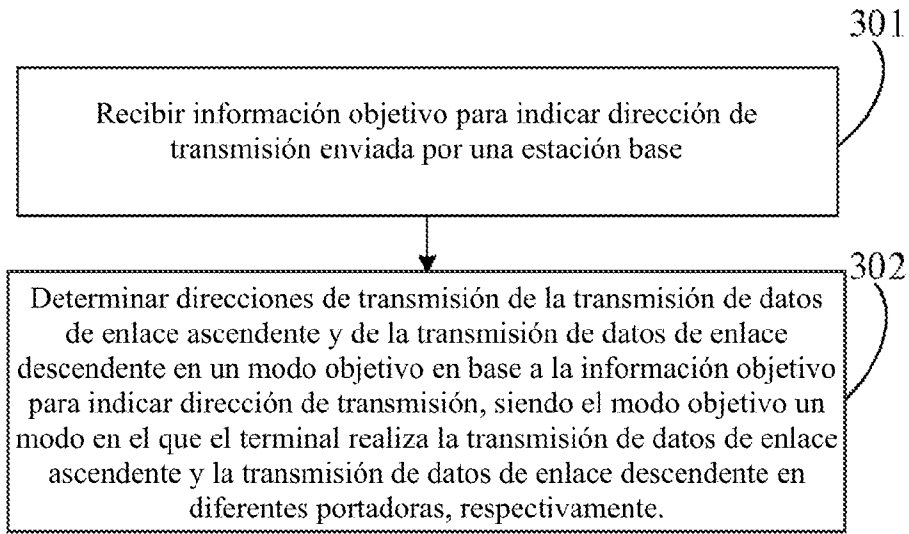 301
Recibir información objetivo para indicar dirección de
transmisión enviada por una estación base
302
Determinar direcciones de transmisión de la transmisión de datos
de enlace ascendente y de la transmisión de datos de enlace
descendente en un modo objetivo en base a la información objetivo
para indicar dirección de transmisión, siendo el modo objetivo un
modo en el que el terminal realiza la transmisión de datos de enlace
ascendente y la transmisión de datos de enlace descendente en
diferentes portadoras, respectivamente.